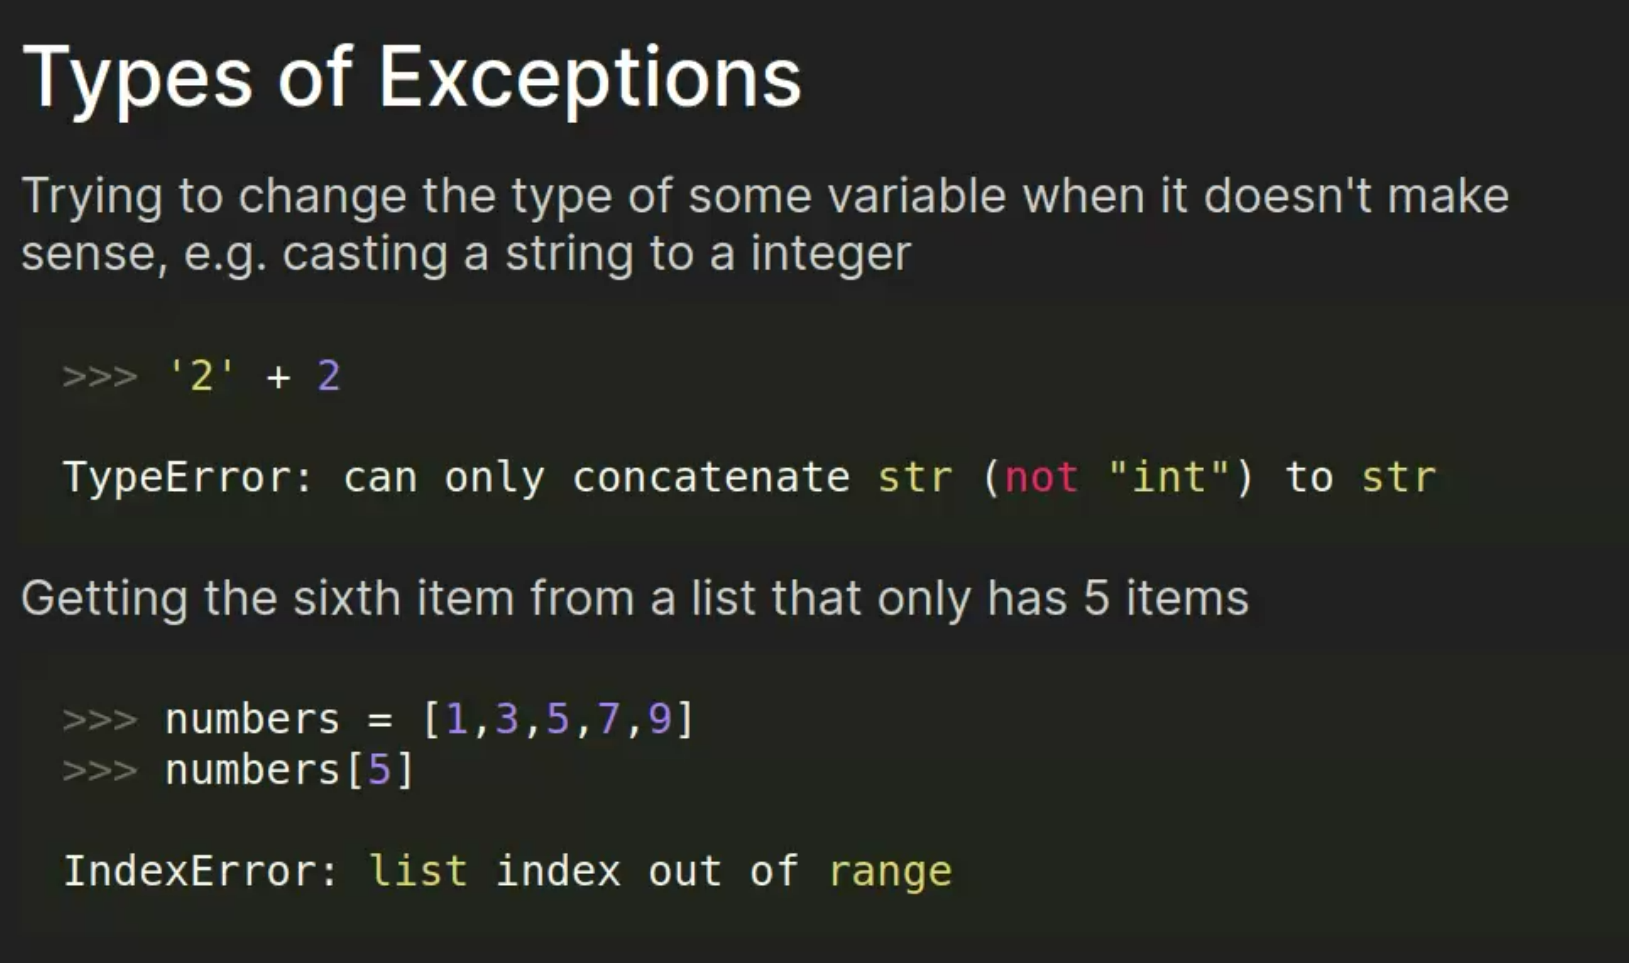 Types of Exceptions
Trying to change the type of some variable when it doesn't make
sense, e.g. casting a string to a integer
>>> '2' + 2
TypeError: can only concatenate str (not "int") to str
Getting the sixth item from a list that only has 5 items
>>> numbers = [1,3,5,7,9]
>>> numbers[5]
IndexError: list index out of range